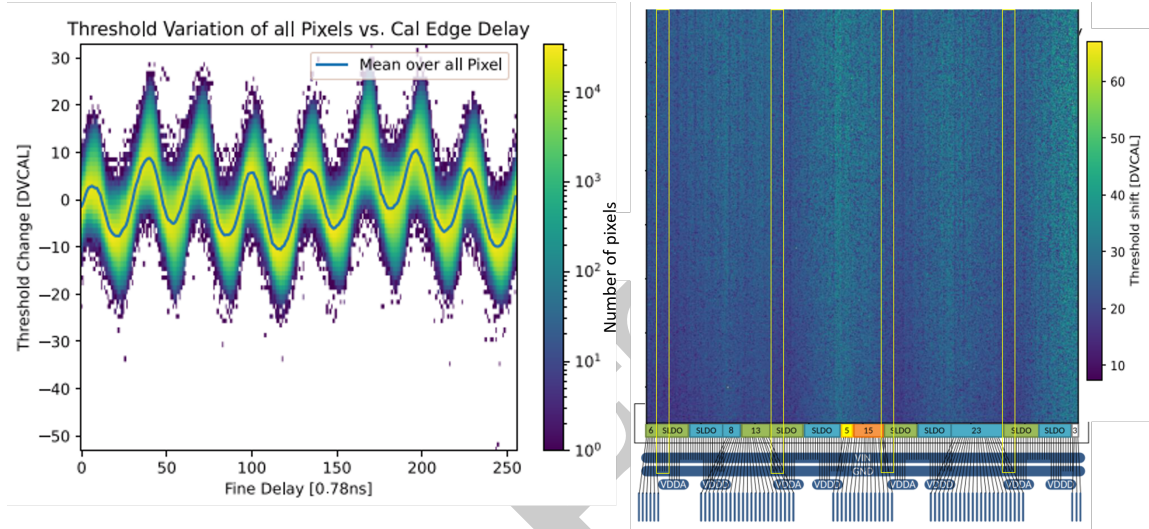 Threshold Variation of all Pixels vs. Cal Edge Delay
Mean over all Pixel
Threshold Change [DVCAL]
30
20
10
0
−10
−20
−30
−40
−50
0 50 100 150 200 250
Fine Delay [0.78ns]
10⁴
10³
10²
10¹
10⁰
Number of pixels
60
50
40
30
20
10
Threshold shift [DVCAL]
6 SLDO SLDO 8 13 SLDO SLDO 5 15 SLDO SLDO 23 SLDO SLDO 3
VIN
GND
VDDA VDDD VDDA VDDD VDDA VDDD VDDA VDDD